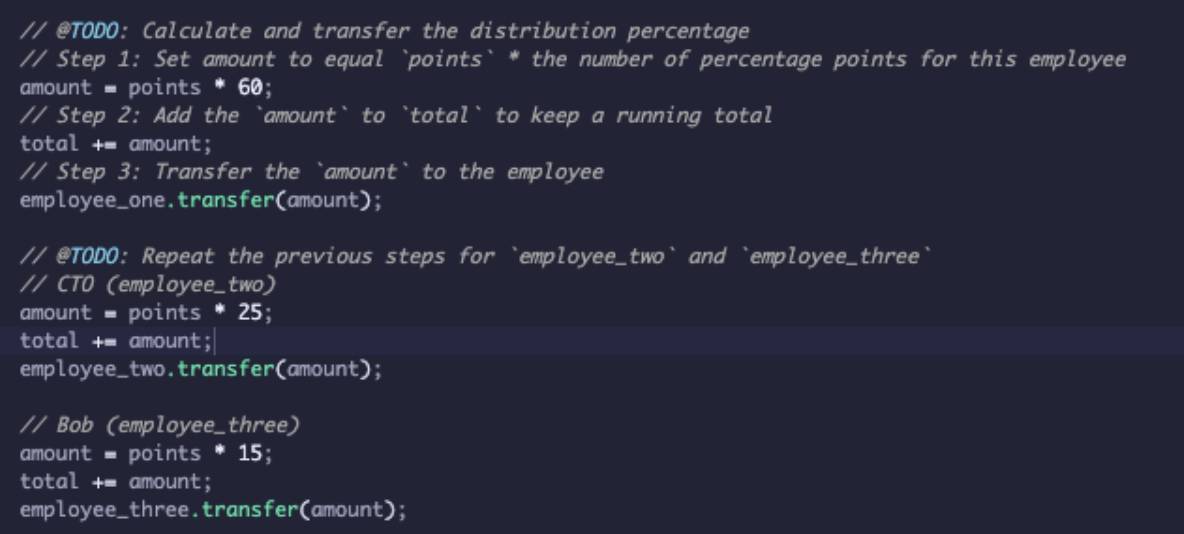 // @TODO: Calculate and transfer the distribution percentage
// Step 1: Set amount to equal `points` * the number of percentage points for this employee
amount = points * 60;
// Step 2: Add the `amount` to `total` to keep a running total
total += amount;
// Step 3: Transfer the `amount` to the employee
employee_one.transfer(amount);

// @TODO: Repeat the previous steps for `employee_two` and `employee_three`
// CTO (employee_two)
amount = points * 25;
total += amount;
employee_two.transfer(amount);

// Bob (employee_three)
amount = points * 15;
total += amount;
employee_three.transfer(amount);